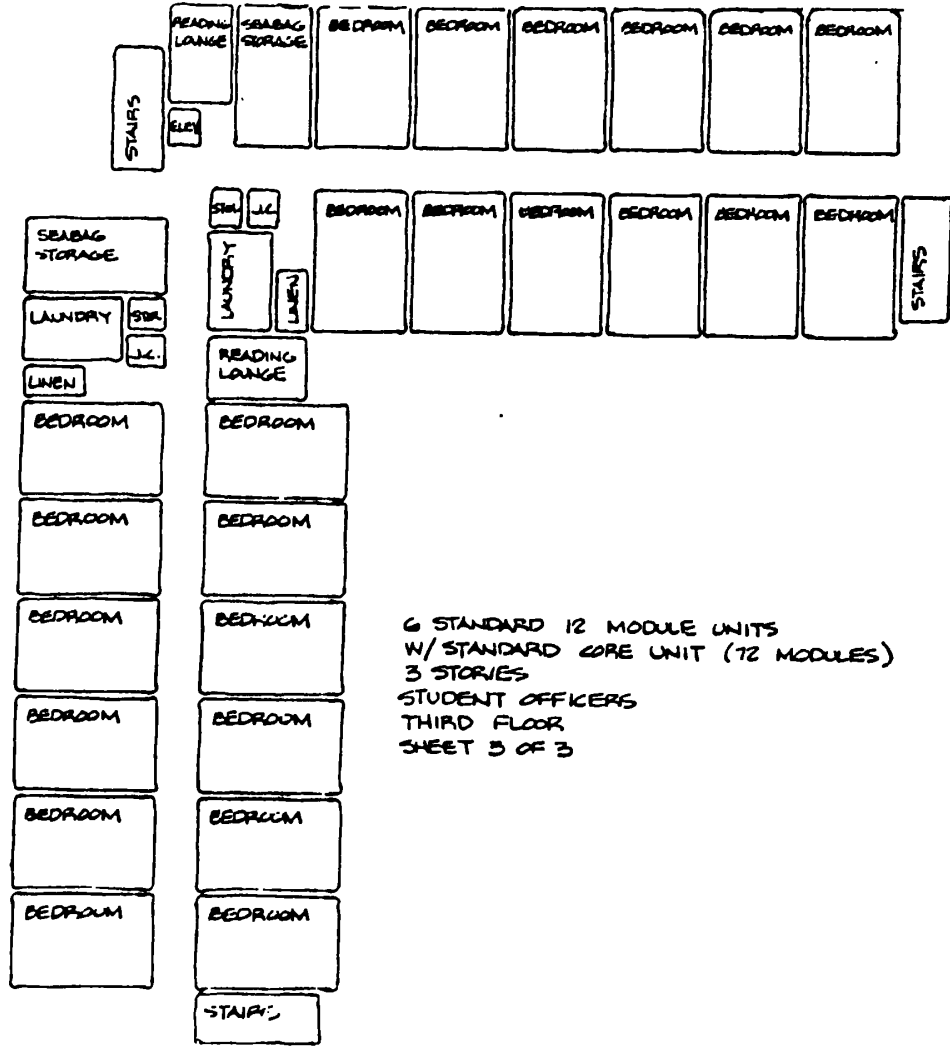 READING
LOUNGE
SEABAG
STORAGE
BEDROOM
BEDROOM
BEDROOM
BEDROOM
BEDROOM
BEDROOM
STAIRS
ELEV
STOR
J.C.
BEDROOM
BEDROOM
BEDROOM
BEDROOM
BEDROOM
BEDROOM
STAIRS
SEABAG
STORAGE
LAUNDRY
LINEN
LAUNDRY
STOR
J.C.
READING
LOUNGE
LINEN
BEDROOM
BEDROOM
BEDROOM
BEDROOM
BEDROOM
BEDROOM
6 STANDARD 12 MODULE UNITS
W/ STANDARD CORE UNIT (72 MODULES)
3 STORIES
STUDENT OFFICERS
THIRD FLOOR
SHEET 3 OF 3
BEDROOM
BEDROOM
BEDROOM
BEDROOM
BEDROOM
BEDROOM
STAIRS